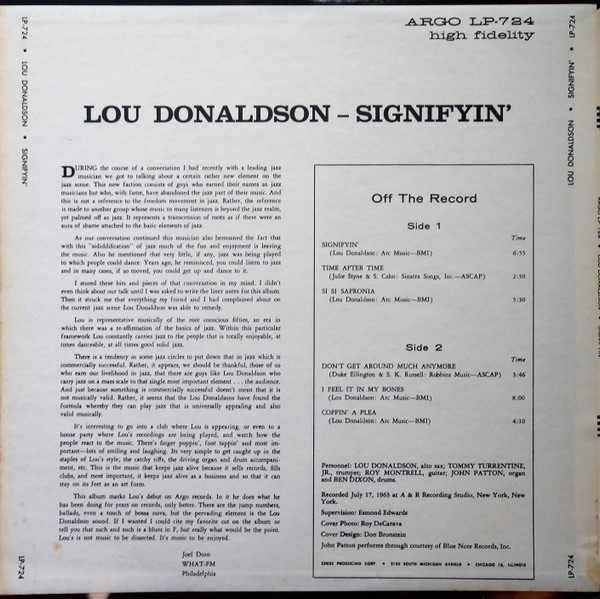 ARGO LP-724
high fidelity
LOU DONALDSON – SIGNIFYIN'
DURING the course of a conversation I had recently with a leading jazz
musician we got to talking about a certain rather new element on the
jazz scene. This new faction consists of guys who earned their names as jazz
musicians but who, with fame, have abandoned the jazz part of their music. And
this is not a reference to the freedom movement in jazz. Rather, the reference
is made to another group whose music to many listeners is beyond the jazz realm,
yet palmed off as jazz. It represents a transcension of roots as if there were an
aura of shame attached to the basic elements of jazz.
As our conversation continued this musician also bemoaned the fact that
with this of jazz much of the fun and enjoyment is leaving
the music. Also he mentioned that very little, if any, jazz was being played
to which people could dance. Years ago, he reminisced, you could listen to jazz
and in many cases, if so moved, you could get up and dance to it.
I stored these bits and pieces of that conversation in my mind. I didn't
even think about our talk until I was asked to write the liner notes for this album.
Then it struck me that everything my friend and I had complained about on
the current jazz scene Lou Donaldson was able to remedy.
Lou is representative musically of the root conscious fifties, an era in
which there was a re-affirmation of the basics of jazz. Within this particular
framework Lou constantly carries jazz to the people that is totally enjoyable, at
times danceable, at all times good solid jazz.
There is a tendency in some jazz circles to put down that in jazz which is
commercially successful. Rather, it appears, we should be thankful, those of us
who earn our livelihood in jazz, that there are guys like Lou Donaldson who
carry jazz on a mass scale to that single most important element . . . the audience.
And just because something is commercially successful doesn't mean that it is
not musically valid. Rather, it seems that the Lou Donaldsons have found the
formula whereby they can play jazz that is universally appealing and also
valid musically.
It's interesting to go into a club where Lou is appearing, or even to a
house party where Lou's recordings are being played, and watch how the
people react to the music. There's finger poppin', foot tappin' and most im-
portant—lots of smiling and laughing. Its very simple to get caught up in the
staples of Lou's style; the catchy riffs, the driving organ and drum accompani-
ment, etc. This is the music that keeps jazz alive because it sells records, fills
clubs, and most important, it keeps jazz alive as a business and so that it can
stay on its feet as an art form.
This album marks Lou's debut on Argo records. In it he does what he
has been doing for years on records, only better. There are the jump numbers,
ballads, even a touch of bossa nova, but the pervading element is the Lou
Donaldson sound. If I wanted I could cite my favorite cut on the album or
tell you that such and such is a blues in F, but really what would be the point.
Lou's is not music to be dissected. It's music to be enjoyed.
Joel Dorn
WHAT-FM
Philadelphia
Off The Record
Side 1
Time
SIGNIFYIN'
(Lou Donaldson: Arc Music—BMI) 6:55
TIME AFTER TIME
(Julie Styne & S. Cahn: Sinatra Songs, Inc.—ASCAP) 2:50
SI SI SAFRONIA
(Lou Donaldson: Arc Music—BMI) 5:30
Side 2
Time
DON'T GET AROUND MUCH ANYMORE
(Duke Ellington & S. K. Russell: Robbins Music—ASCAP) 5:46
I FEEL IT IN MY BONES
(Lou Donaldson: Arc Music—BMI) 8:00
COPPIN' A PLEA
(Lou Donaldson: Arc Music—BMI) 4:10
Personnel: LOU DONALDSON, alto sax; TOMMY TURRENTINE,
JR., trumpet; ROY MONTRELL, guitar; JOHN PATTON, organ
and BEN DIXON, drums.
Recorded July 17, 1963 at A & R Recording Studio, New York, New
York.
Supervision: Esmond Edwards
Cover Photo: Roy DeCarava
Cover Design: Don Bronstein
John Patton performs through courtesy of Blue Note Records, Inc.
CHESS PRODUCING CORP. • 2120 SOUTH MICHIGAN AVENUE • CHICAGO 16, ILLINOIS
LP-724 • LOU DONALDSON • SIGNIFYIN'
LP-724
LP-724 • SIGNIFYIN' • LOU DONALDSON
LP-724